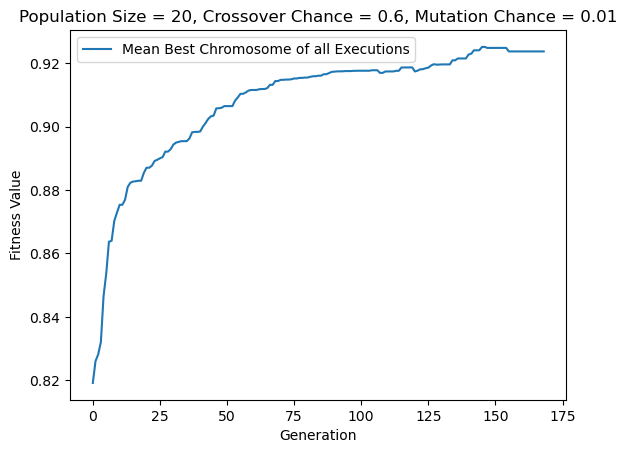 Population Size = 20, Crossover Chance = 0.6, Mutation Chance = 0.01
Mean Best Chromosome of all Executions
Fitness Value
0.92
0.90
0.88
0.86
0.84
0.82
0 25 50 75 100 125 150 175
Generation